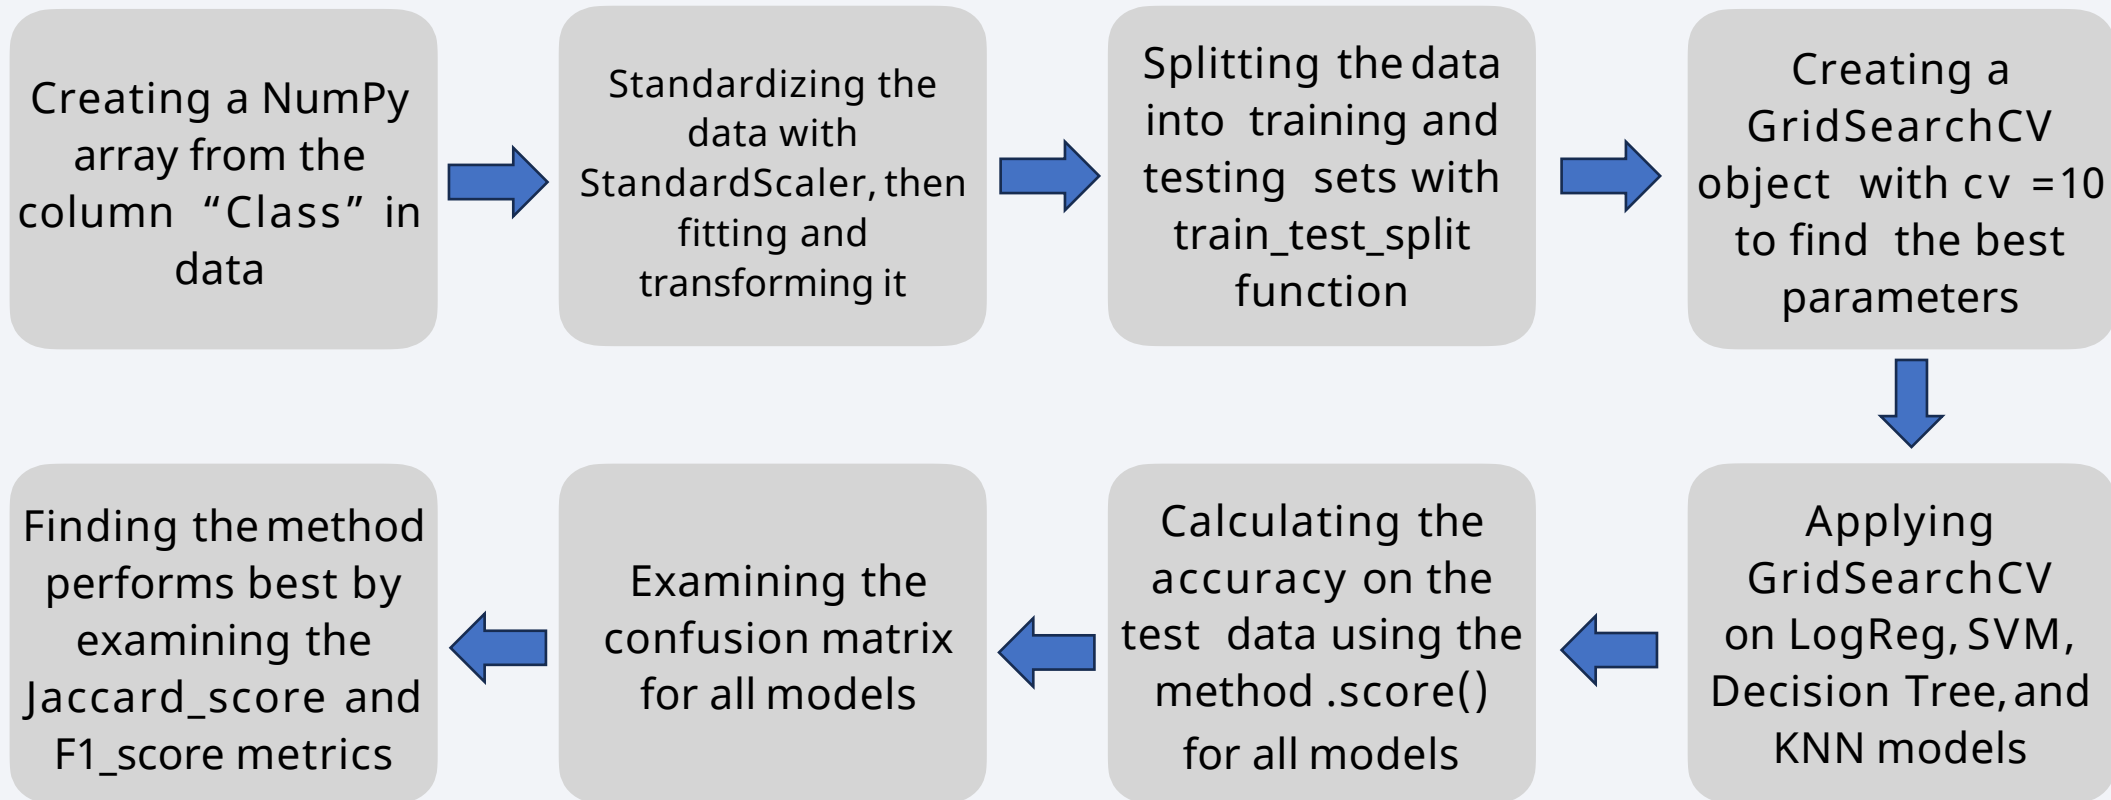 Creating a NumPy
array from the
column “Class” in
data
Standardizing the
data with
StandardScaler, then
fitting and
transforming it
Splitting the data
into training and
testing sets with
train_test_split
function
Creating a
GridSearchCV
object with cv =10
to find the best
parameters
Applying
GridSearchCV
on LogReg, SVM,
Decision Tree, and
KNN models
Calculating the
accuracy on the
test data using the
method .score()
for all models
Examining the
confusion matrix
for all models
Finding the method
performs best by
examining the
Jaccard_score and
F1_score metrics